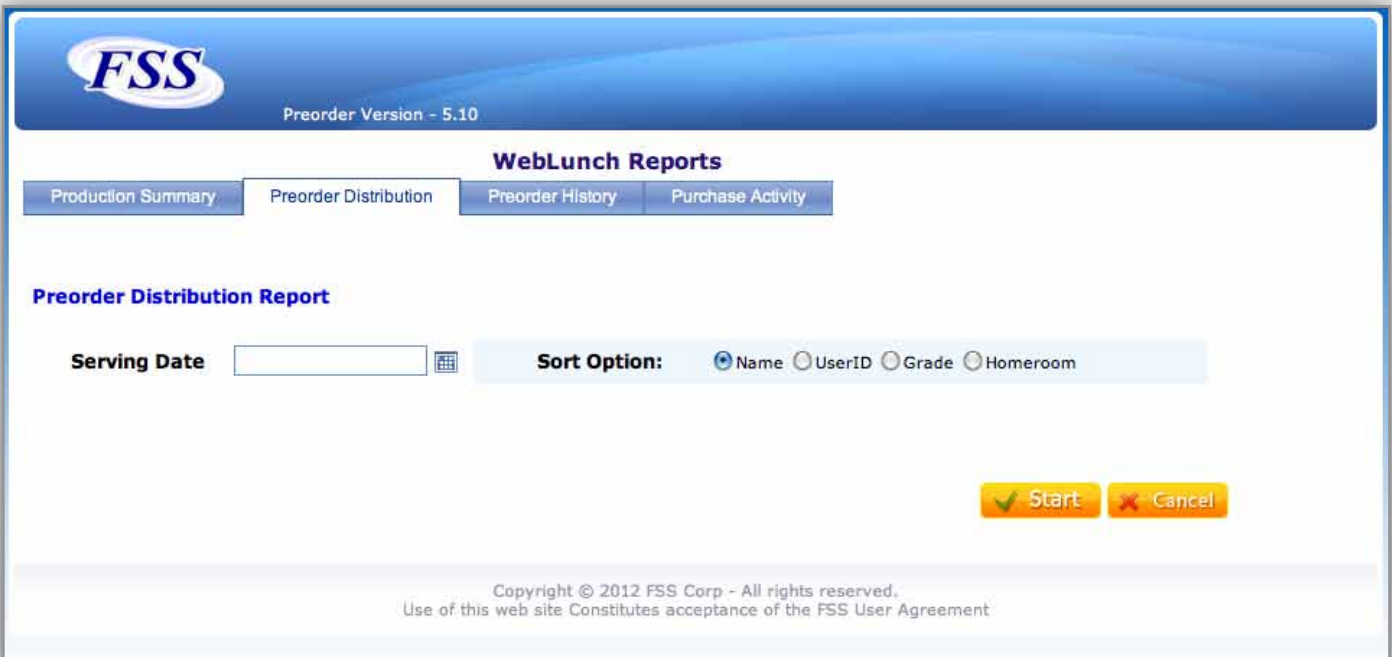 FSS
Preorder Version - 5.10
WebLunch Reports
Production Summary Preorder Distribution Preorder History Purchase Activity
Preorder Distribution Report
Serving Date Sort Option: Name UserID Grade Homeroom
Start Cancel
Copyright © 2012 FSS Corp - All rights reserved.
Use of this web site Constitutes acceptance of the FSS User Agreement